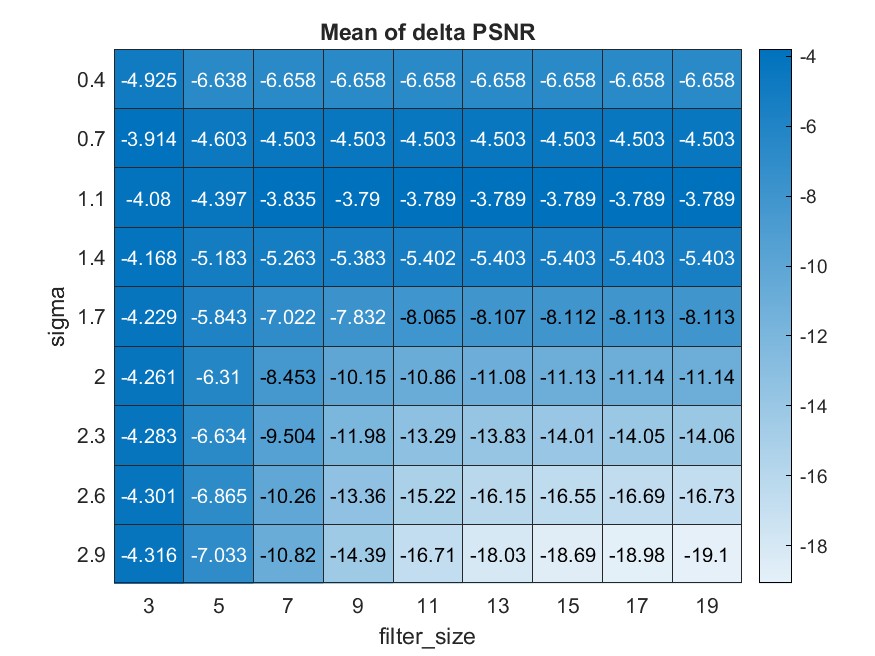 Mean of delta PSNR
0.4 -4.925 -6.638 -6.658 -6.658 -6.658 -6.658 -6.658 -6.658 -6.658
0.7 -3.914 -4.603 -4.503 -4.503 -4.503 -4.503 -4.503 -4.503 -4.503
1.1 -4.08 -4.397 -3.835 -3.79 -3.789 -3.789 -3.789 -3.789 -3.789
1.4 -4.168 -5.183 -5.263 -5.383 -5.402 -5.403 -5.403 -5.403 -5.403
1.7 -4.229 -5.843 -7.022 -7.832 -8.065 -8.107 -8.112 -8.113 -8.113
2 -4.261 -6.31 -8.453 -10.15 -10.86 -11.08 -11.13 -11.14 -11.14
2.3 -4.283 -6.634 -9.504 -11.98 -13.29 -13.83 -14.01 -14.05 -14.06
2.6 -4.301 -6.865 -10.26 -13.36 -15.22 -16.15 -16.55 -16.69 -16.73
2.9 -4.316 -7.033 -10.82 -14.39 -16.71 -18.03 -18.69 -18.98 -19.1
3 5 7 9 11 13 15 17 19
filter_size
sigma
-4
-6
-8
-10
-12
-14
-16
-18